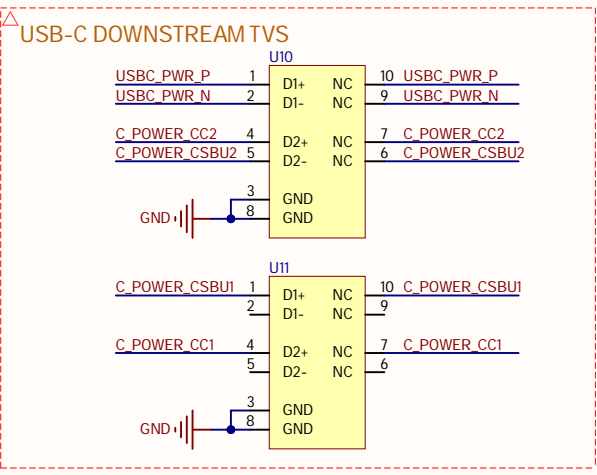 USB-C DOWNSTREAM TVS
U10
USBC_PWR_P 1 D1+ NC 10 USBC_PWR_P
USBC_PWR_N 2 D1- NC 9 USBC_PWR_N
C_POWER_CC2 4 D2+ NC 7 C_POWER_CC2
C_POWER_CSBU2 5 D2- NC 6 C_POWER_CSBU2
3 GND
GND 8 GND
U11
C_POWER_CSBU1 1 D1+ NC 10 C_POWER_CSBU1
2 D1- NC 9
C_POWER_CC1 4 D2+ NC 7 C_POWER_CC1
5 D2- NC 6
3 GND
GND 8 GND